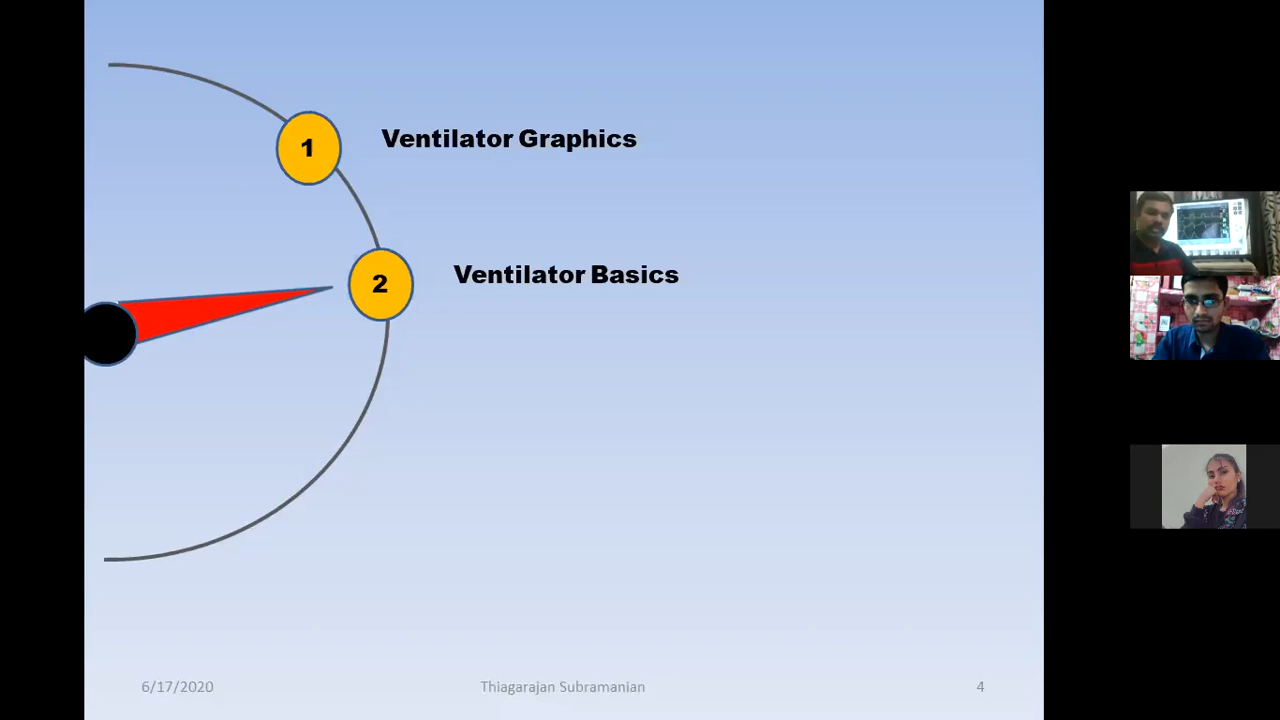 1
Ventilator Graphics
2
Ventilator Basics
6/17/2020
Thiagarajan Subramanian
4